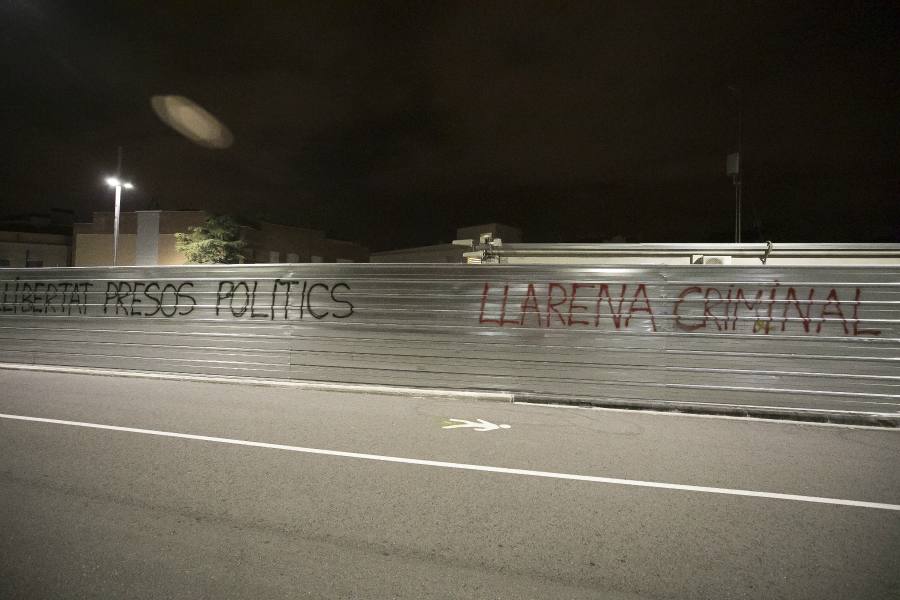 LLIBERTAT PRESOS POLÍTICS
LLARENA CRIMINAL